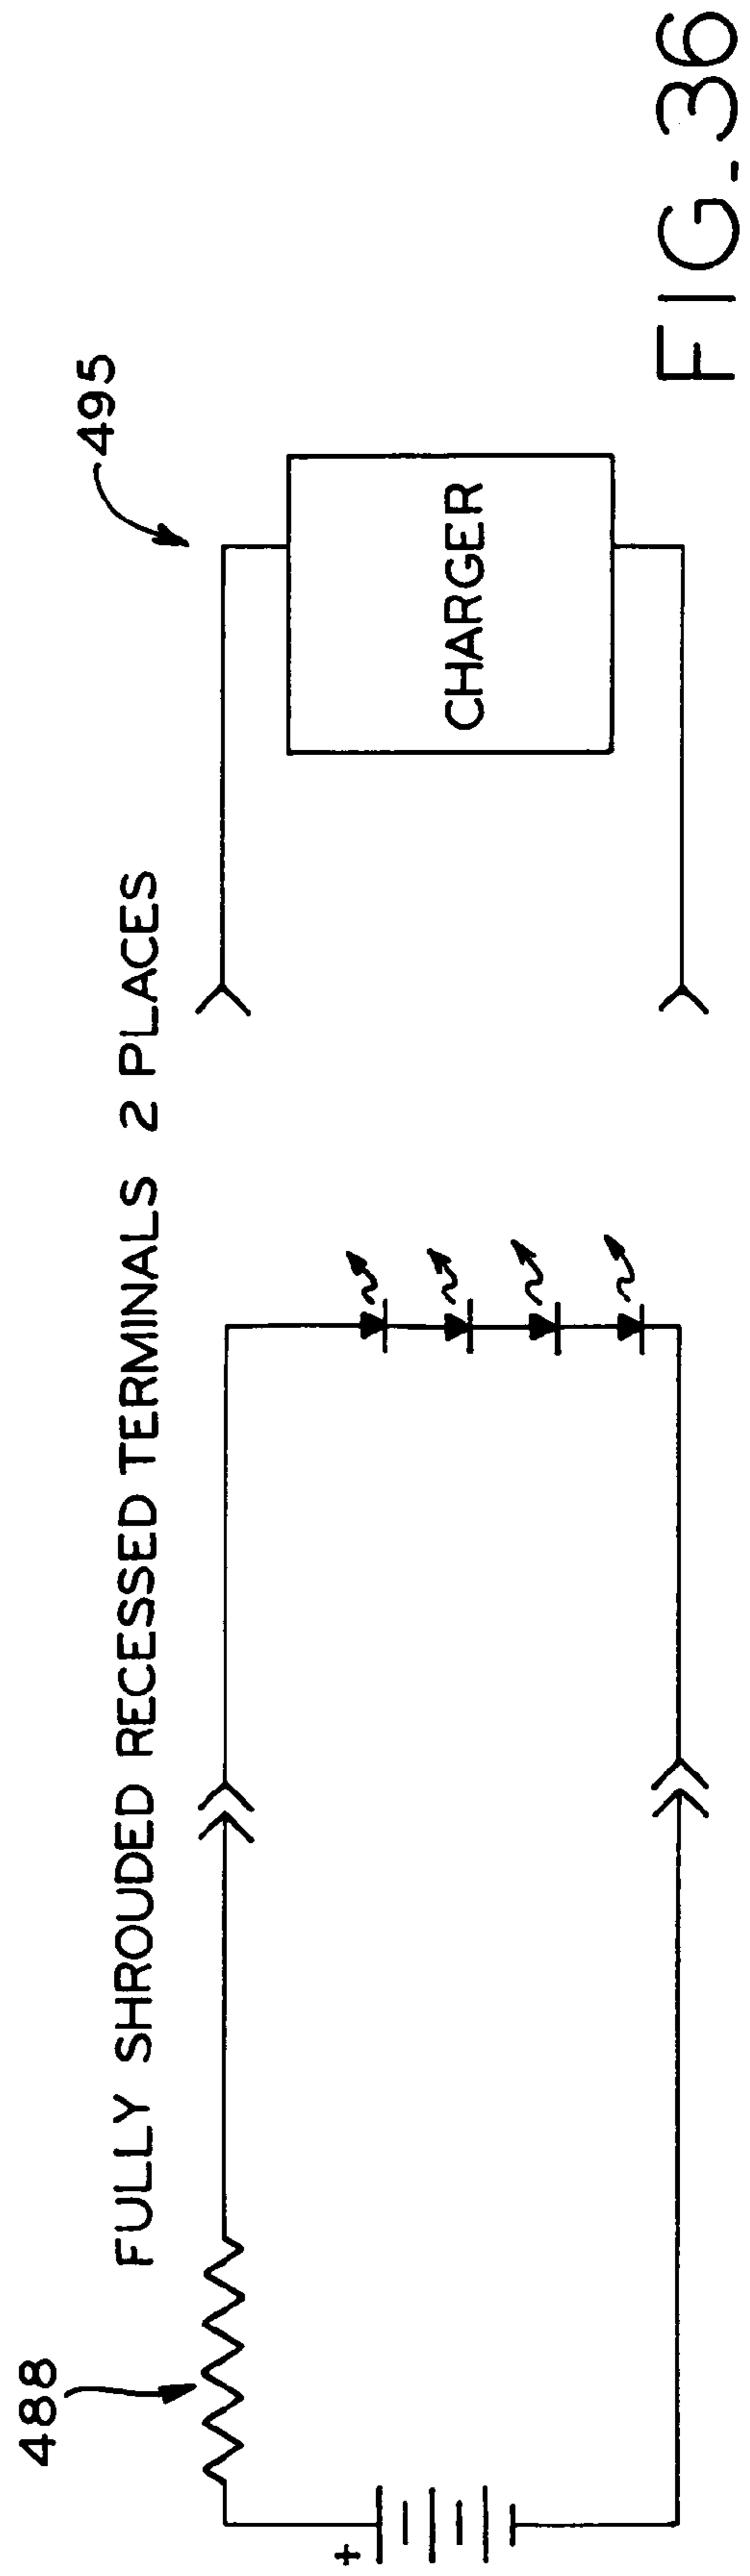 488
FULLY SHROUDED RECESSED TERMINALS 2 PLACES
495
+
CHARGER
FIG_36